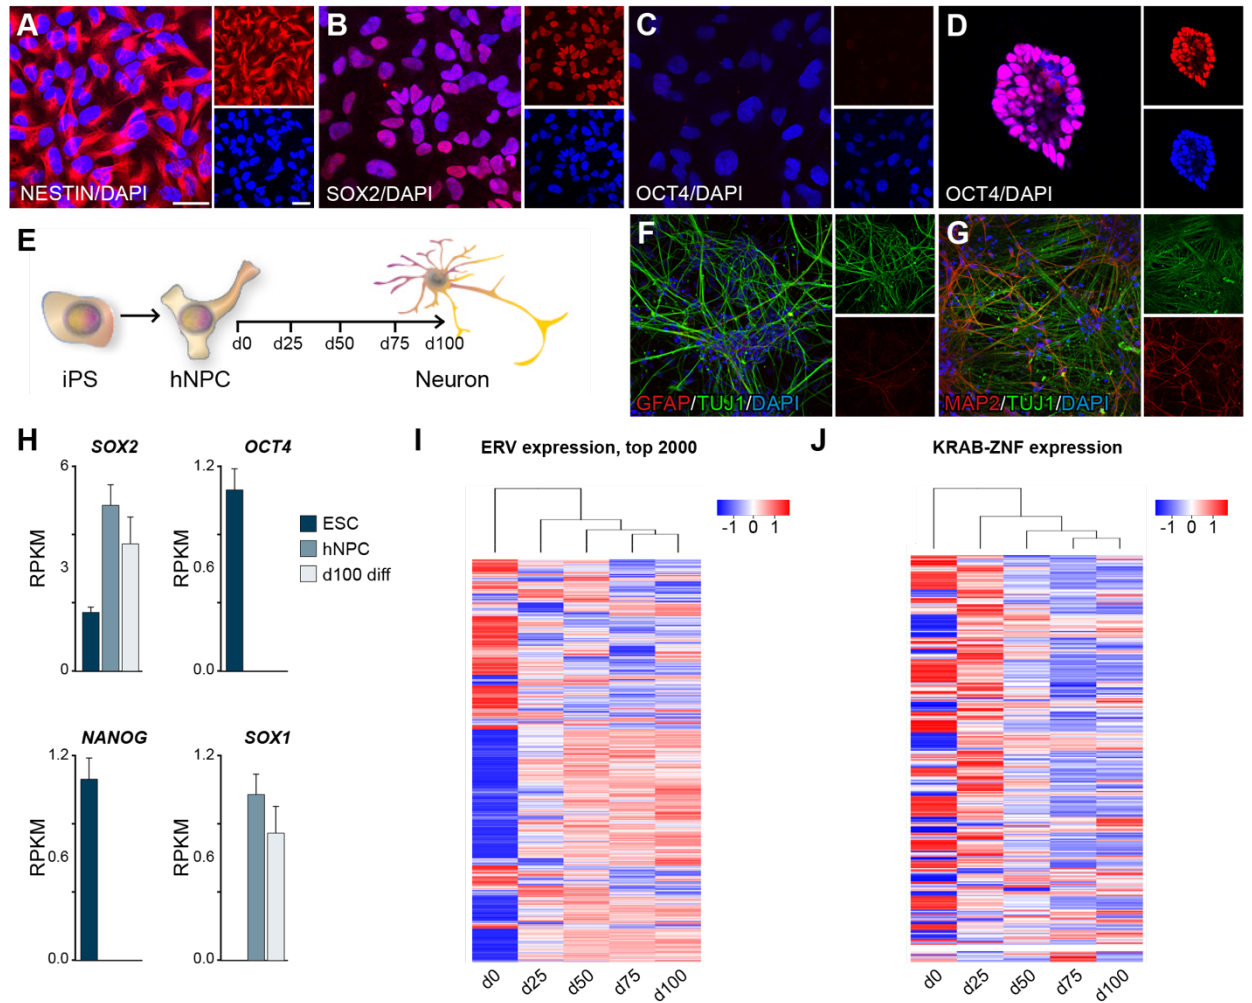 A
B
C
D
NESTIN/DAPI
SOX2/DAPI
OCT4/DAPI
OCT4/DAPI
E
F
G
d0 d25 d50 d75 d100
iPS
hNPC
Neuron
GFAP/TUJ1/DAPI
MAP2/TUJ1/DAPI
H
SOX2
OCT4
6
3
0
RPKM
1.2
0.6
0.0
RPKM
ESC
hNPC
d100 diff
NANOG
SOX1
1.2
0.6
0.0
RPKM
1.2
0.6
0.0
RPKM
I
ERV expression, top 2000
-1 0 1
d0 d25 d50 d75 d100
J
KRAB-ZNF expression
-1 0 1
d0 d25 d50 d75 d100